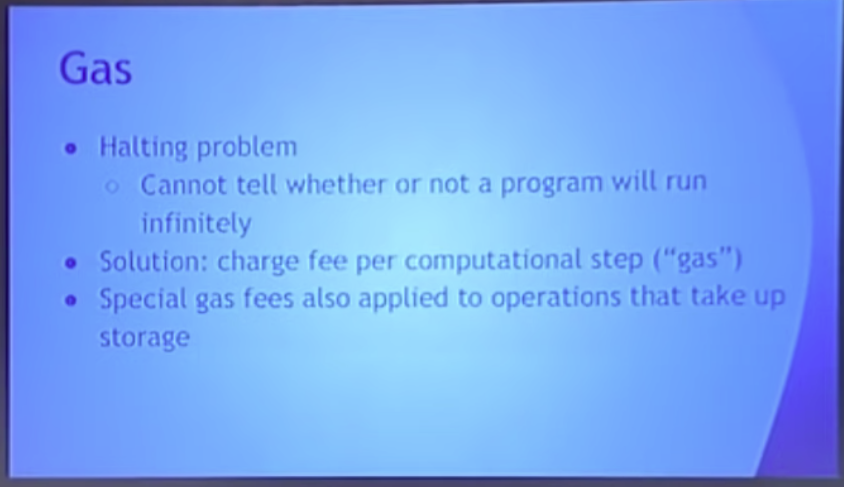 Gas
• Halting problem
○ Cannot tell whether or not a program will run
infinitely
• Solution: charge fee per computational step (“gas”)
• Special gas fees also applied to operations that take up
storage